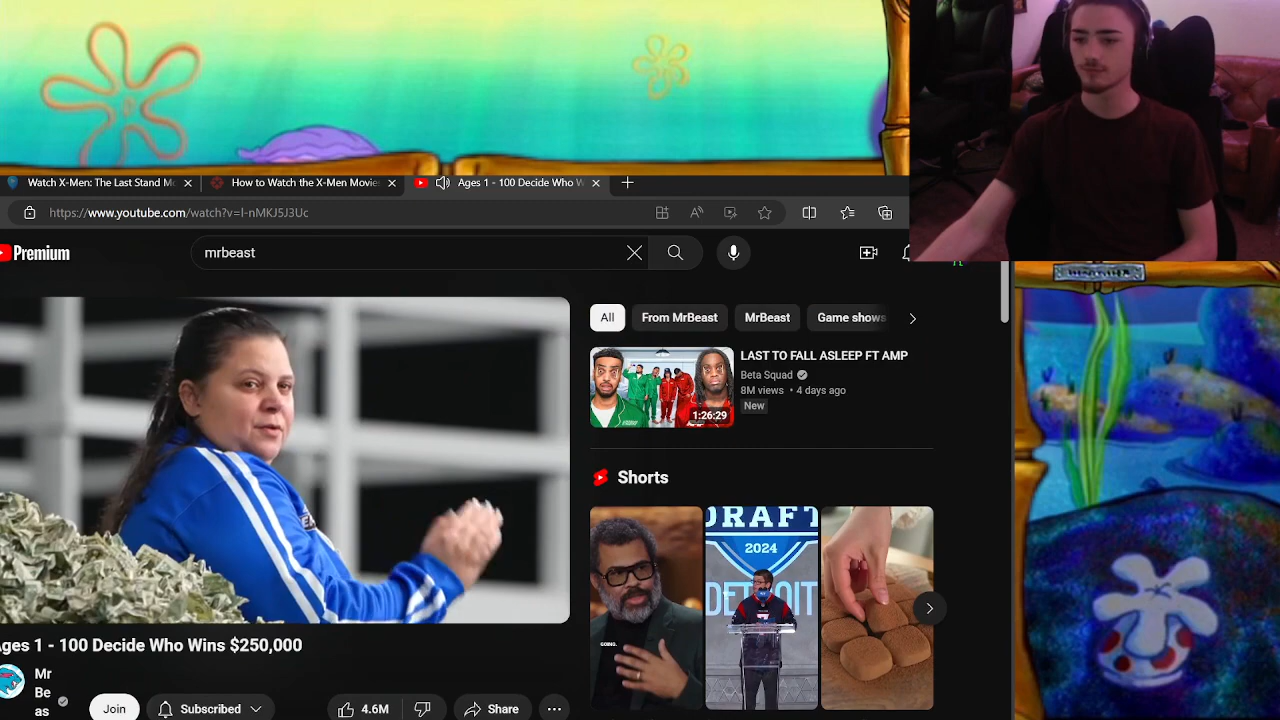 Watch X-Men: The Last Stand Mo
How to Watch the X-Men Movies
Ages 1 - 100 Decide Who W
https://www.youtube.com/watch?v=l-nMKJ5J3Uc
Premium
mrbeast
All
From MrBeast
MrBeast
Game shows
LAST TO FALL ASLEEP FT AMP
Beta Squad
8M views • 4 days ago
New
1:26:29
Shorts
DRAFT
2024
DETROIT
GOING.
Ages 1 - 100 Decide Who Wins $250,000
Mr
Be
as
Join
Subscribed
4.6M
Share